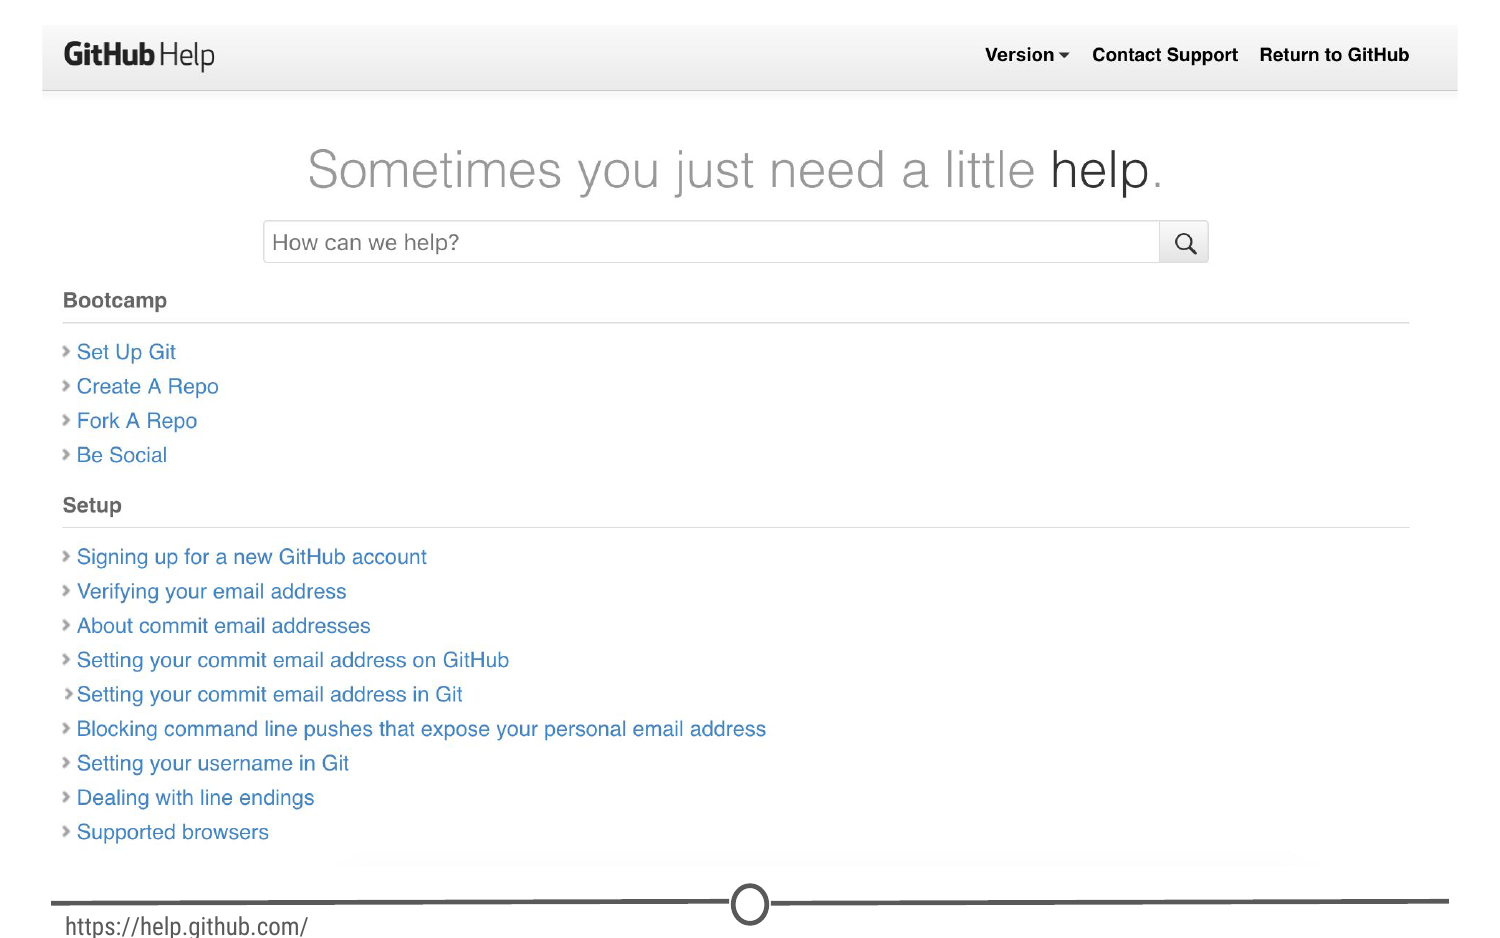 GitHub Help
Version Contact Support Return to GitHub
Sometimes you just need a little help.
How can we help?
Bootcamp
Set Up Git
Create A Repo
Fork A Repo
Be Social
Setup
Signing up for a new GitHub account
Verifying your email address
About commit email addresses
Setting your commit email address on GitHub
Setting your commit email address in Git
Blocking command line pushes that expose your personal email address
Setting your username in Git
Dealing with line endings
Supported browsers
https://help.github.com/